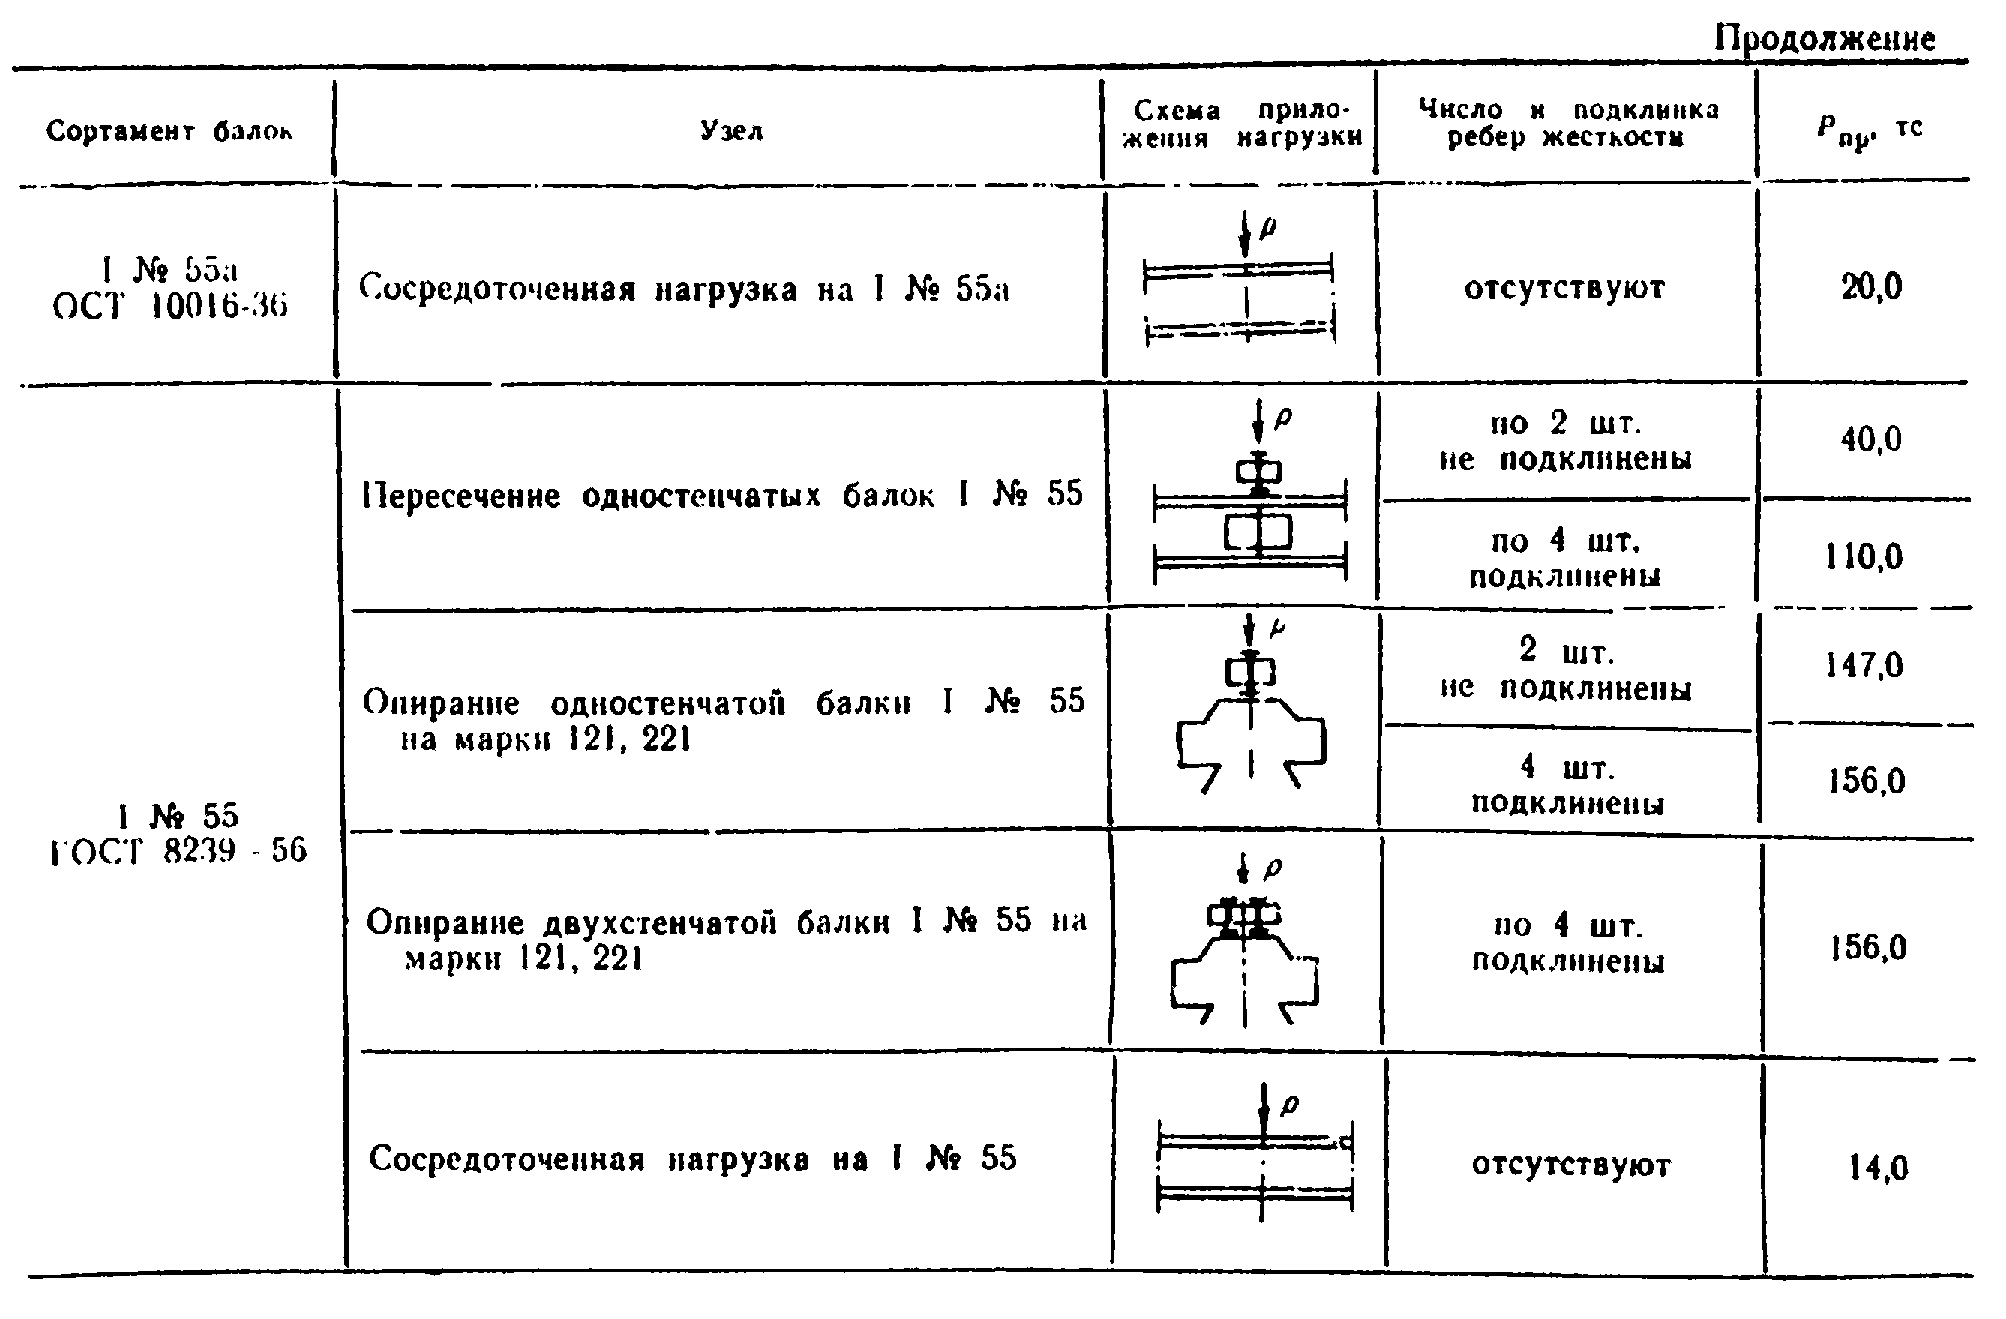 Продолжение
Сортамент балок
Узел
Схема прило-
жения нагрузки
Число и подклинка
ребер жесткости
Pпр, тс
I № 55а
ОСТ 10016-36
Сосредоточенная нагрузка на I № 55а
P
отсутствуют
20,0
I № 55
ГОСТ 8239 - 56
Пересечение одностенчатых балок I № 55
P
по 2 шт.
не подклинены
40,0
по 4 шт.
подклинены
110,0
Опирание одностенчатой балки I № 55
на марки 121, 221
P
2 шт.
не подклинены
147,0
4 шт.
подклинены
156,0
Опирание двухстенчатой балки I № 55 на
марки 121, 221
P
по 4 шт.
подклинены
156,0
Сосредоточенная нагрузка на I № 55
P
отсутствуют
14,0